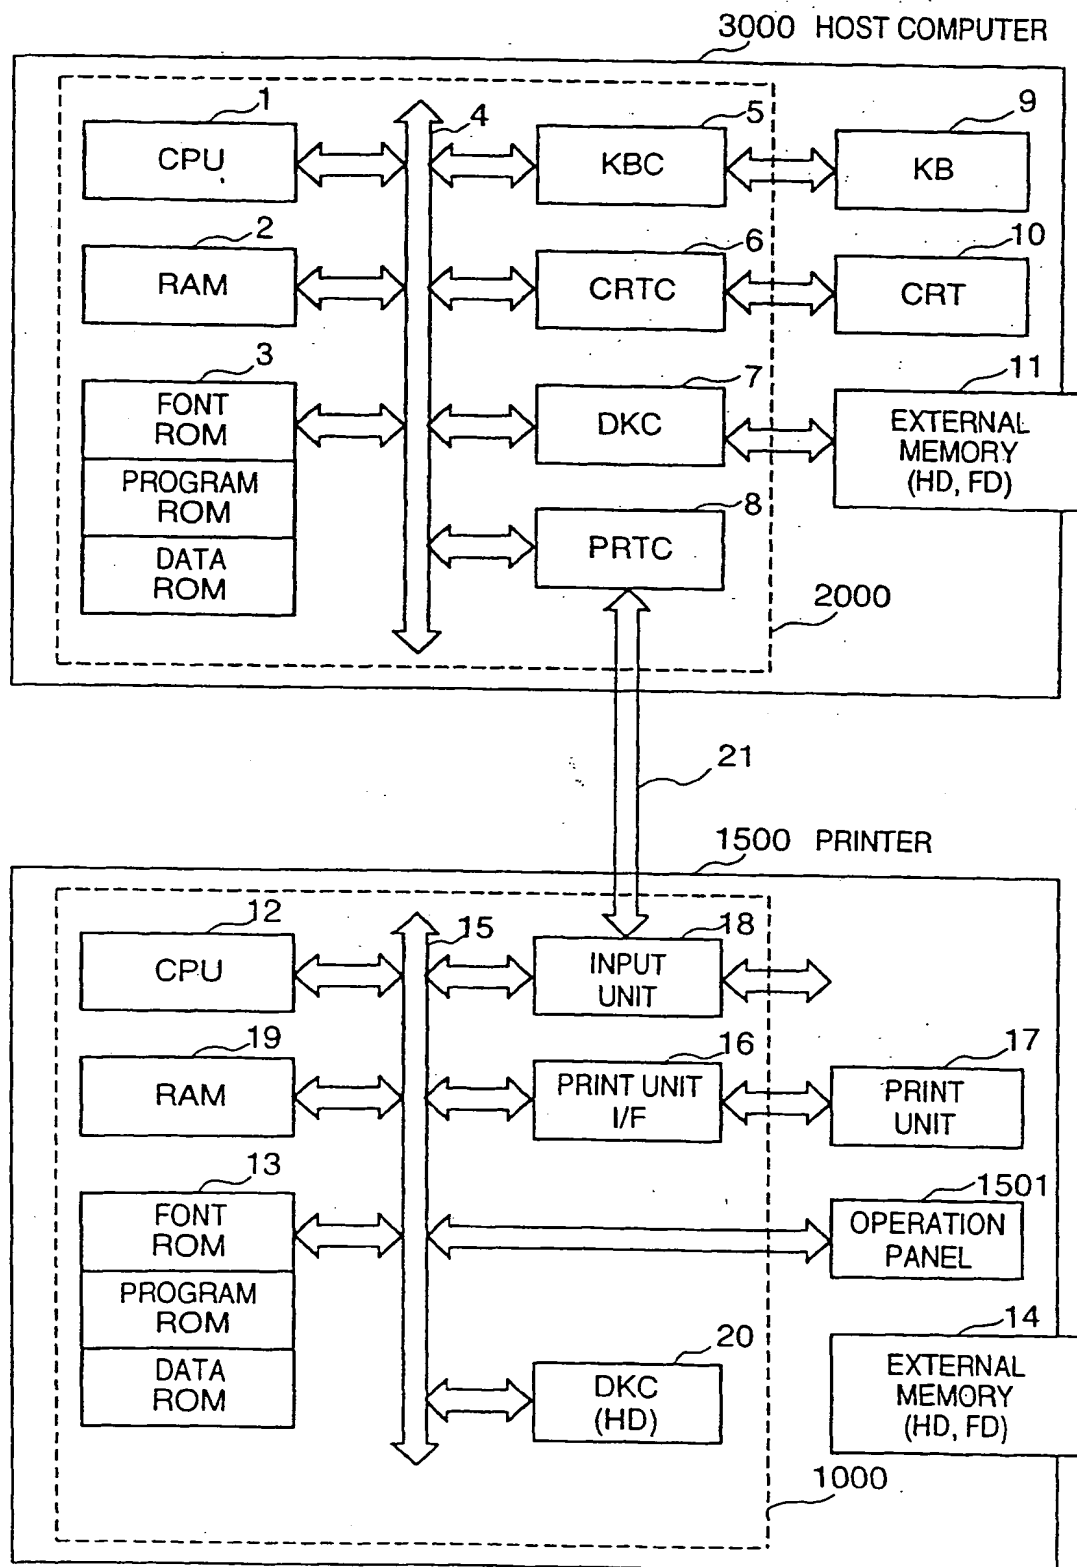 3000 HOST COMPUTER
1
4
5
9
CPU
KBC
KB
2
6
10
RAM
CRTC
CRT
3
7
11
FONT
ROM
DKC
EXTERNAL
MEMORY
(HD, FD)
PROGRAM
ROM
8
PRTC
DATA
ROM
2000
21
1500 PRINTER
12
15
18
CPU
INPUT
UNIT
19
16
17
RAM
PRINT UNIT
I/F
PRINT
UNIT
13
1501
FONT
ROM
OPERATION
PANEL
PROGRAM
ROM
20
14
DATA
ROM
DKC
(HD)
EXTERNAL
MEMORY
(HD, FD)
1000